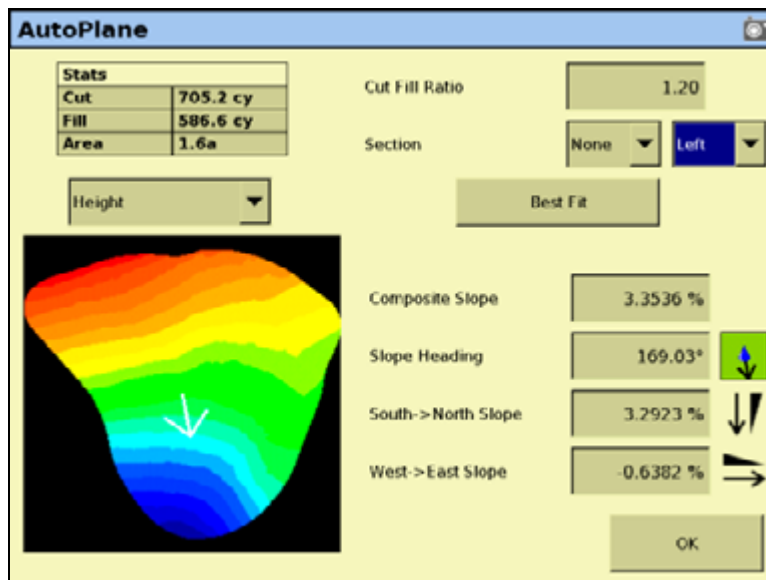 AutoPlane
Stats
Cut 705.2 cy
Fill 586.6 cy
Area 1.6a
Cut Fill Ratio 1.20
Section None Left
Height
Best Fit
Composite Slope 3.3536 %
Slope Heading 169.03°
South->North Slope 3.2923 %
West->East Slope -0.6382 %
OK